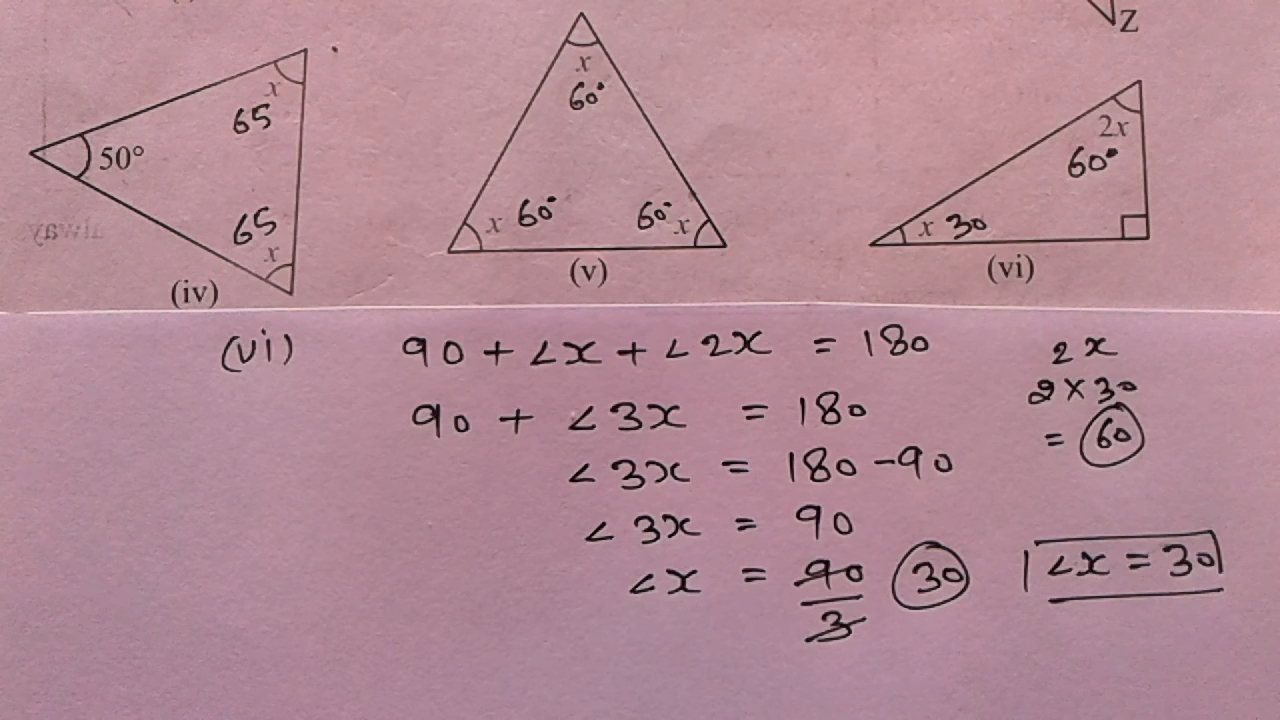 Z
x
65
50°
65
x
(iv)
x
60°
x 60°
60° x
(v)
2x
60°
x 30
(vi)
(vi) 90 + ∠x + ∠2x = 180
90 + ∠3x = 180
∠3x = 180 - 90
∠3x = 90
∠x = 90/3 30
2x
2 × 30
= 60
∠x = 30